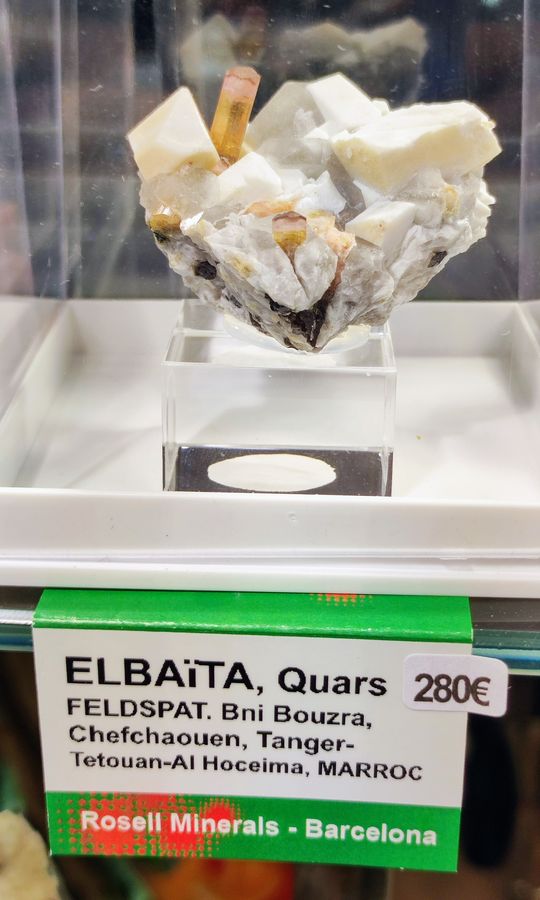 ELBAïTA, Quars
280€
FELDSPAT. Bni Bouzra,
Chefchaouen, Tanger-
Tetouan-Al Hoceima, MARROC
Rosell Minerals - Barcelona